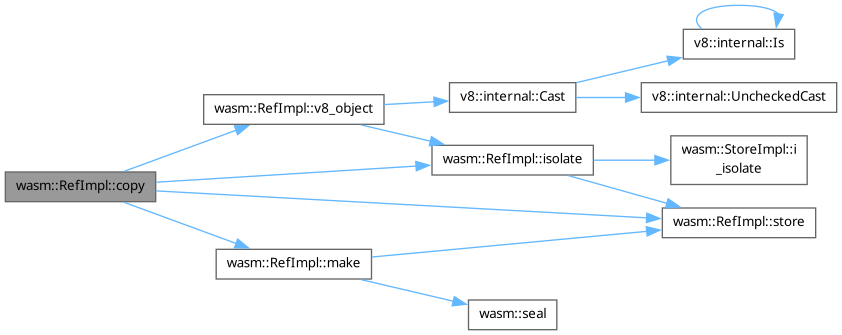 v8::internal::Is
wasm::RefImpl::v8_object
v8::internal::Cast
v8::internal::UncheckedCast
wasm::RefImpl::isolate
wasm::StoreImpl::i
_isolate
wasm::RefImpl::copy
wasm::RefImpl::store
wasm::RefImpl::make
wasm::seal